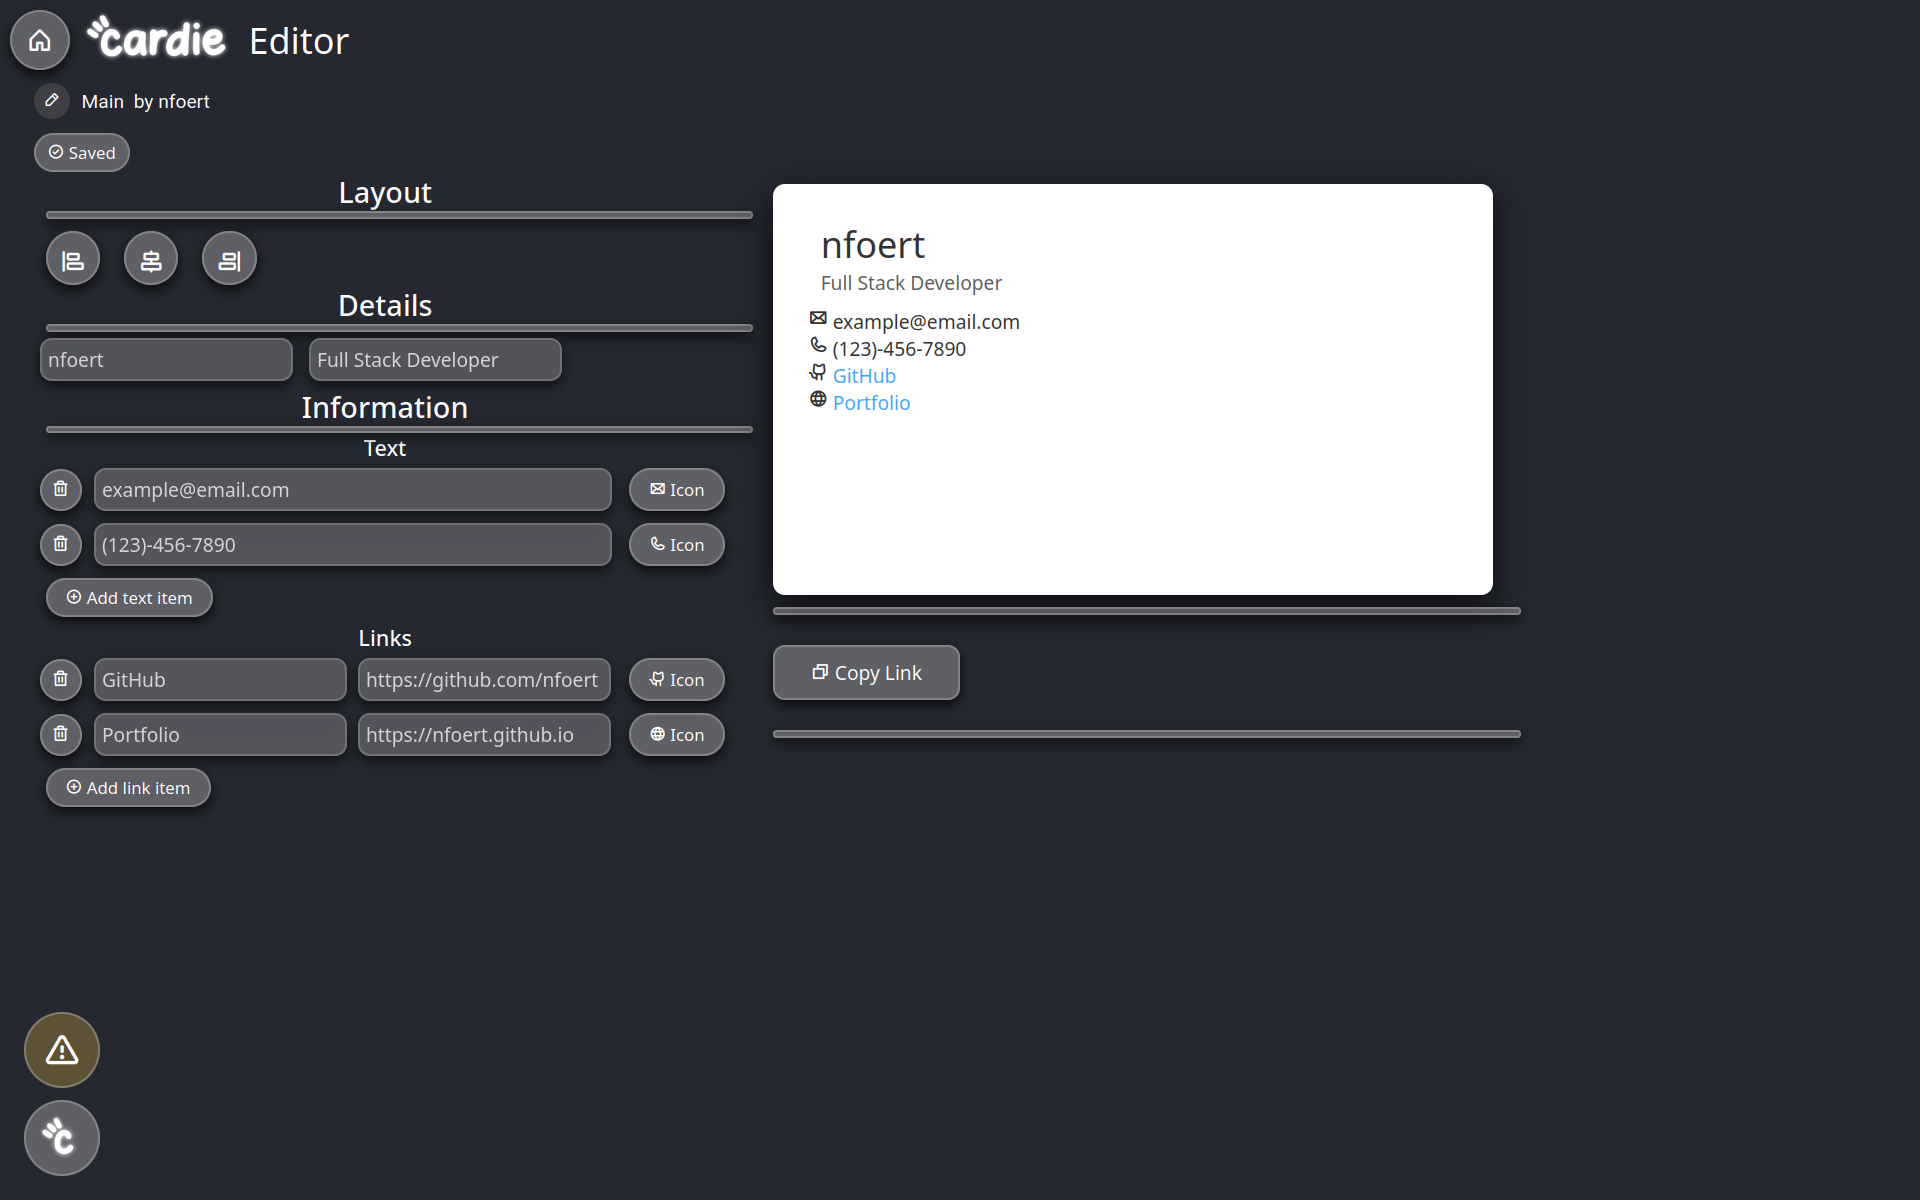 cardie Editor
Main by nfoert
Saved
Layout
Details
nfoert Full Stack Developer
Information
Text
example@email.com Icon
(123)-456-7890 Icon
Add text item
Links
GitHub https://github.com/nfoert Icon
Portfolio https://nfoert.github.io Icon
Add link item
nfoert
Full Stack Developer
example@email.com
(123)-456-7890
GitHub
Portfolio
Copy Link
c